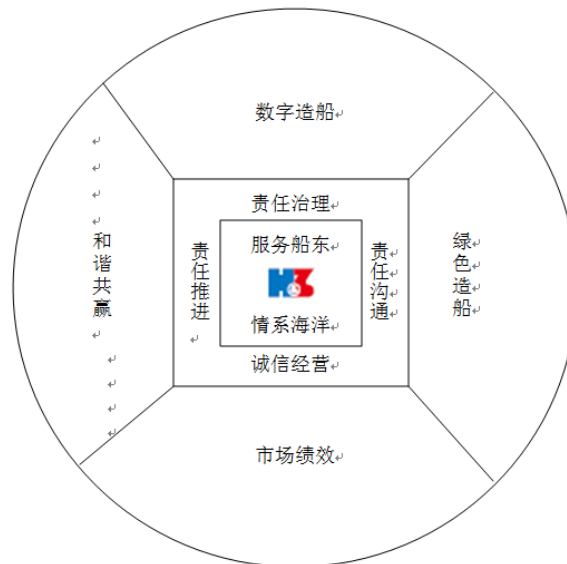 数字造船
责任治理
和谐共赢
责任推进
服务船东
情系海洋
责任沟通
绿色造船
诚信经营
市场绩效